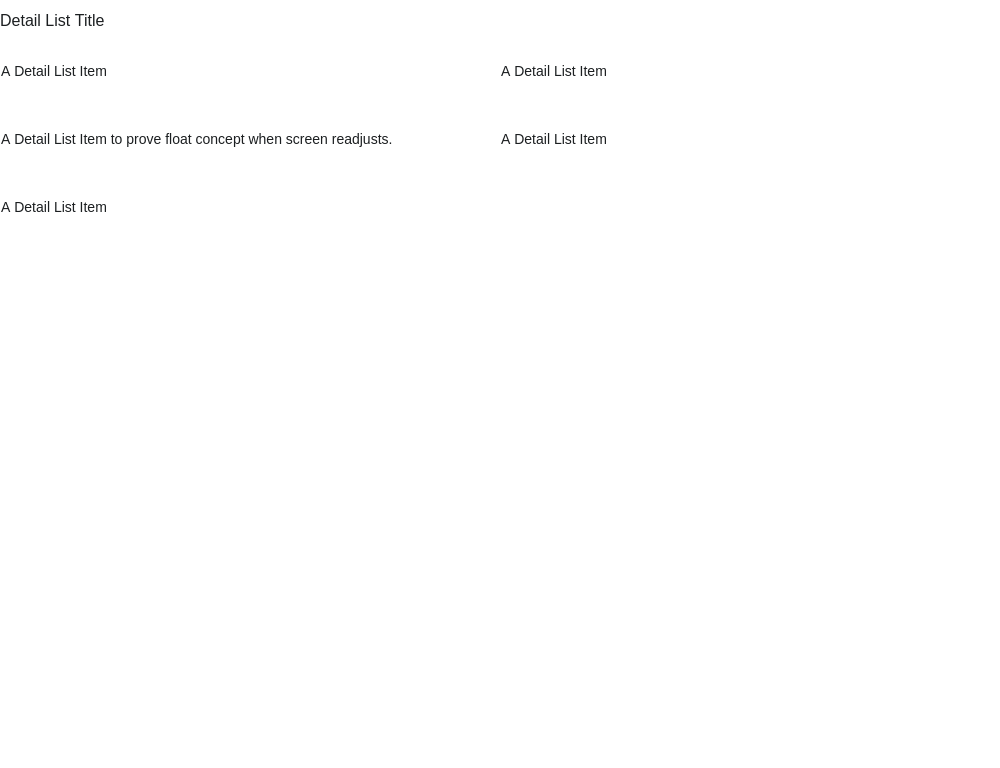 Detail List Title
A Detail List Item
A Detail List Item
A Detail List Item to prove float concept when screen readjusts.
A Detail List Item
A Detail List Item